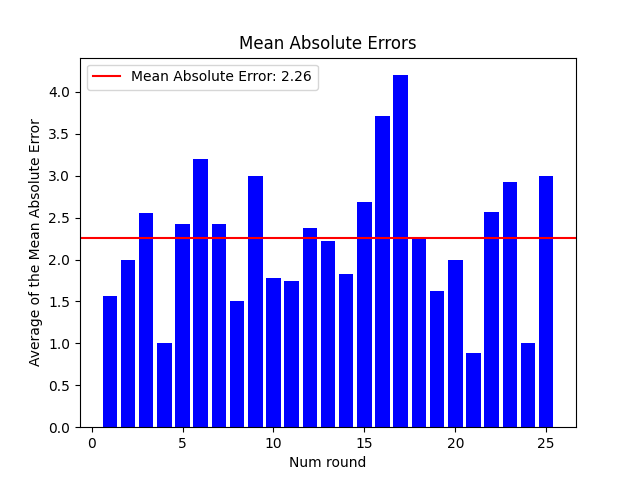 Mean Absolute Errors
Mean Absolute Error: 2.26
Average of the Mean Absolute Error
4.0
3.5
3.0
2.5
2.0
1.5
1.0
0.5
0.0
0 5 10 15 20 25
Num round